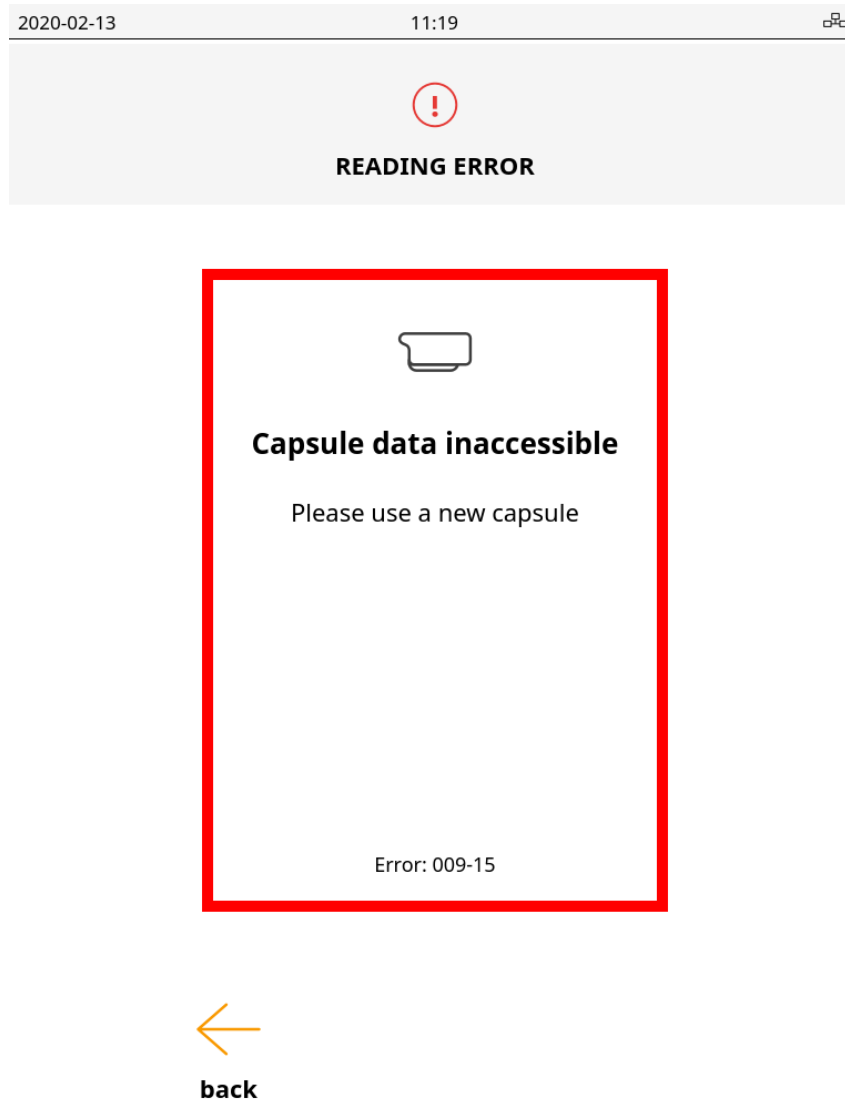 2020-02-13 11:19
READING ERROR
Capsule data inaccessible
Please use a new capsule
Error: 009-15
back